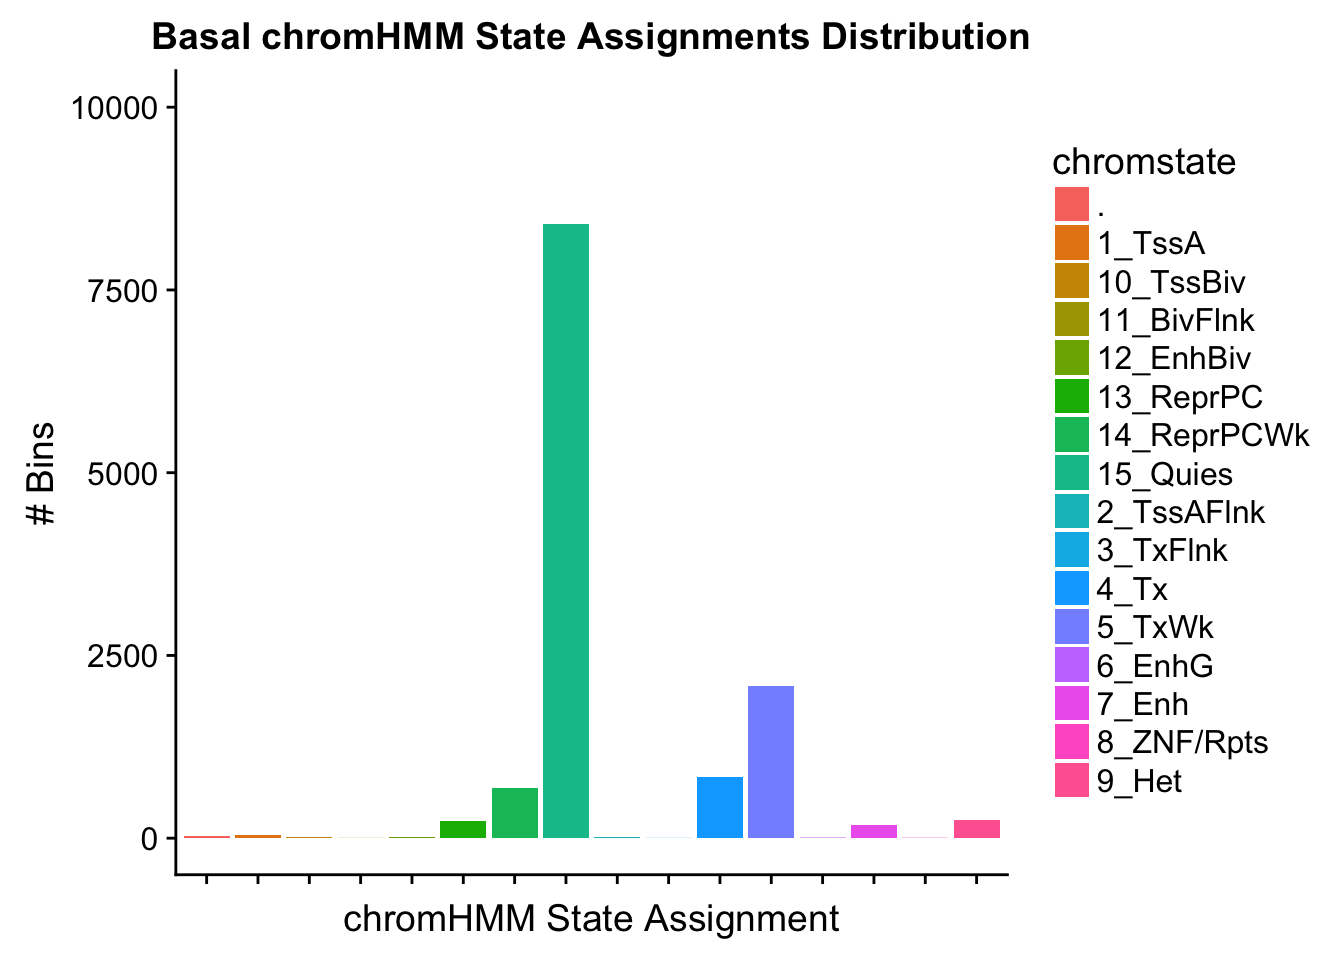 Basal chromHMM State Assignments Distribution
10000
7500
5000
2500
0
# Bins
chromHMM State Assignment
chromstate
.
1_TssA
10_TssBiv
11_BivFlnk
12_EnhBiv
13_ReprPC
14_ReprPCWk
15_Quies
2_TssAFlnk
3_TxFlnk
4_Tx
5_TxWk
6_EnhG
7_Enh
8_ZNF/Rpts
9_Het